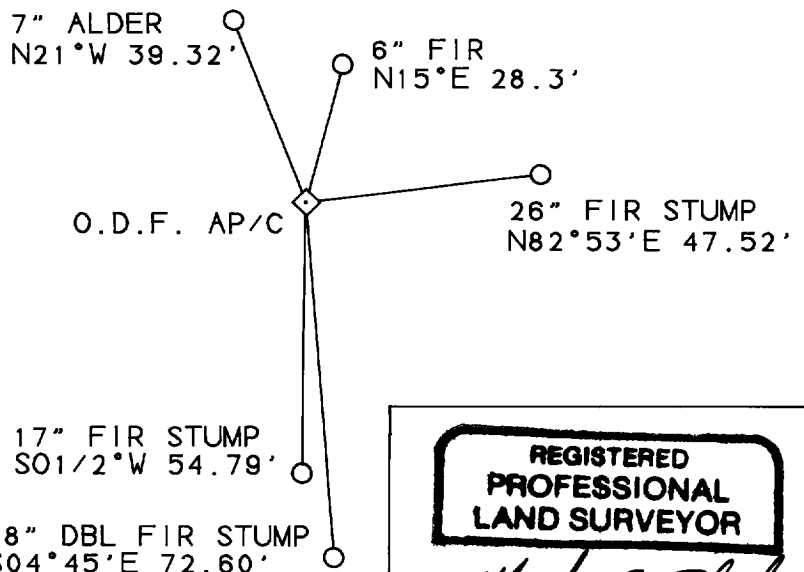 7" ALDER
N21°W 39.32'
6" FIR
N15°E 28.3'
O.D.F. AP/C
26" FIR STUMP
N82°53'E 47.52'
17" FIR STUMP
S01/2°W 54.79'
8" DBL FIR STUMP
S04°45'E 72.60'
REGISTERED
PROFESSIONAL
LAND SURVEYOR